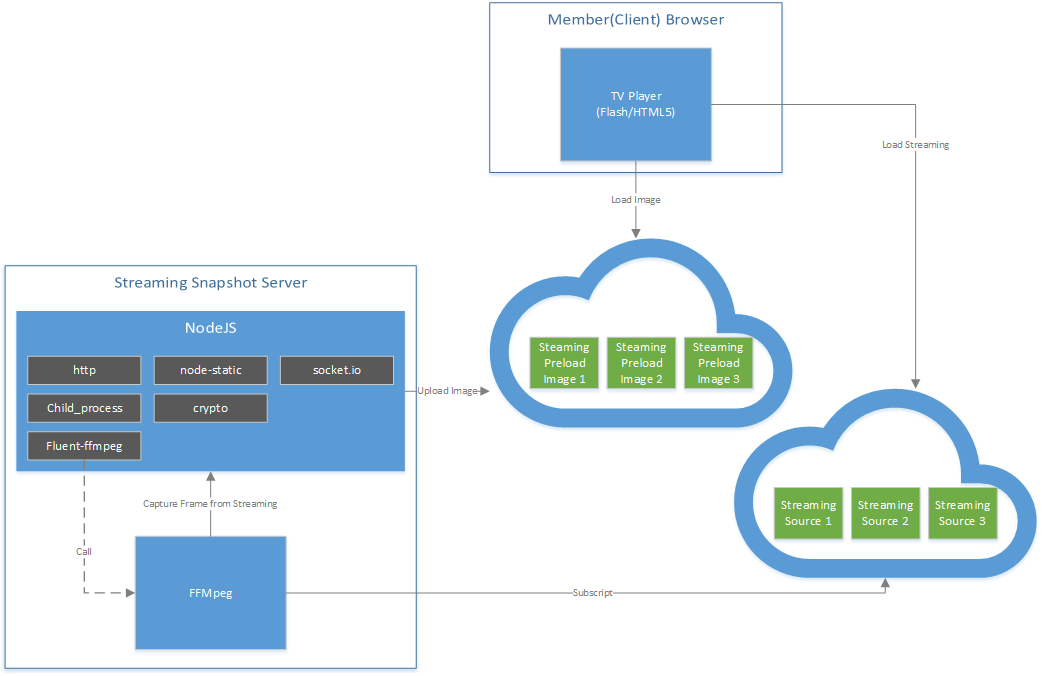 Member(Client) Browser
TV Player
(Flash/HTML5)
Load Streaming
Load Image
Streaming Snapshot Server
NodeJS
http
node-static
socket.io
Child_process
crypto
Fluent-ffmpeg
Upload Image
Steaming
Preload
Image 1
Steaming
Preload
Image 2
Steaming
Preload
Image 3
Capture Frame from Streaming
Call
FFMpeg
Subscript
Streaming
Source 1
Streaming
Source 2
Streaming
Source 3